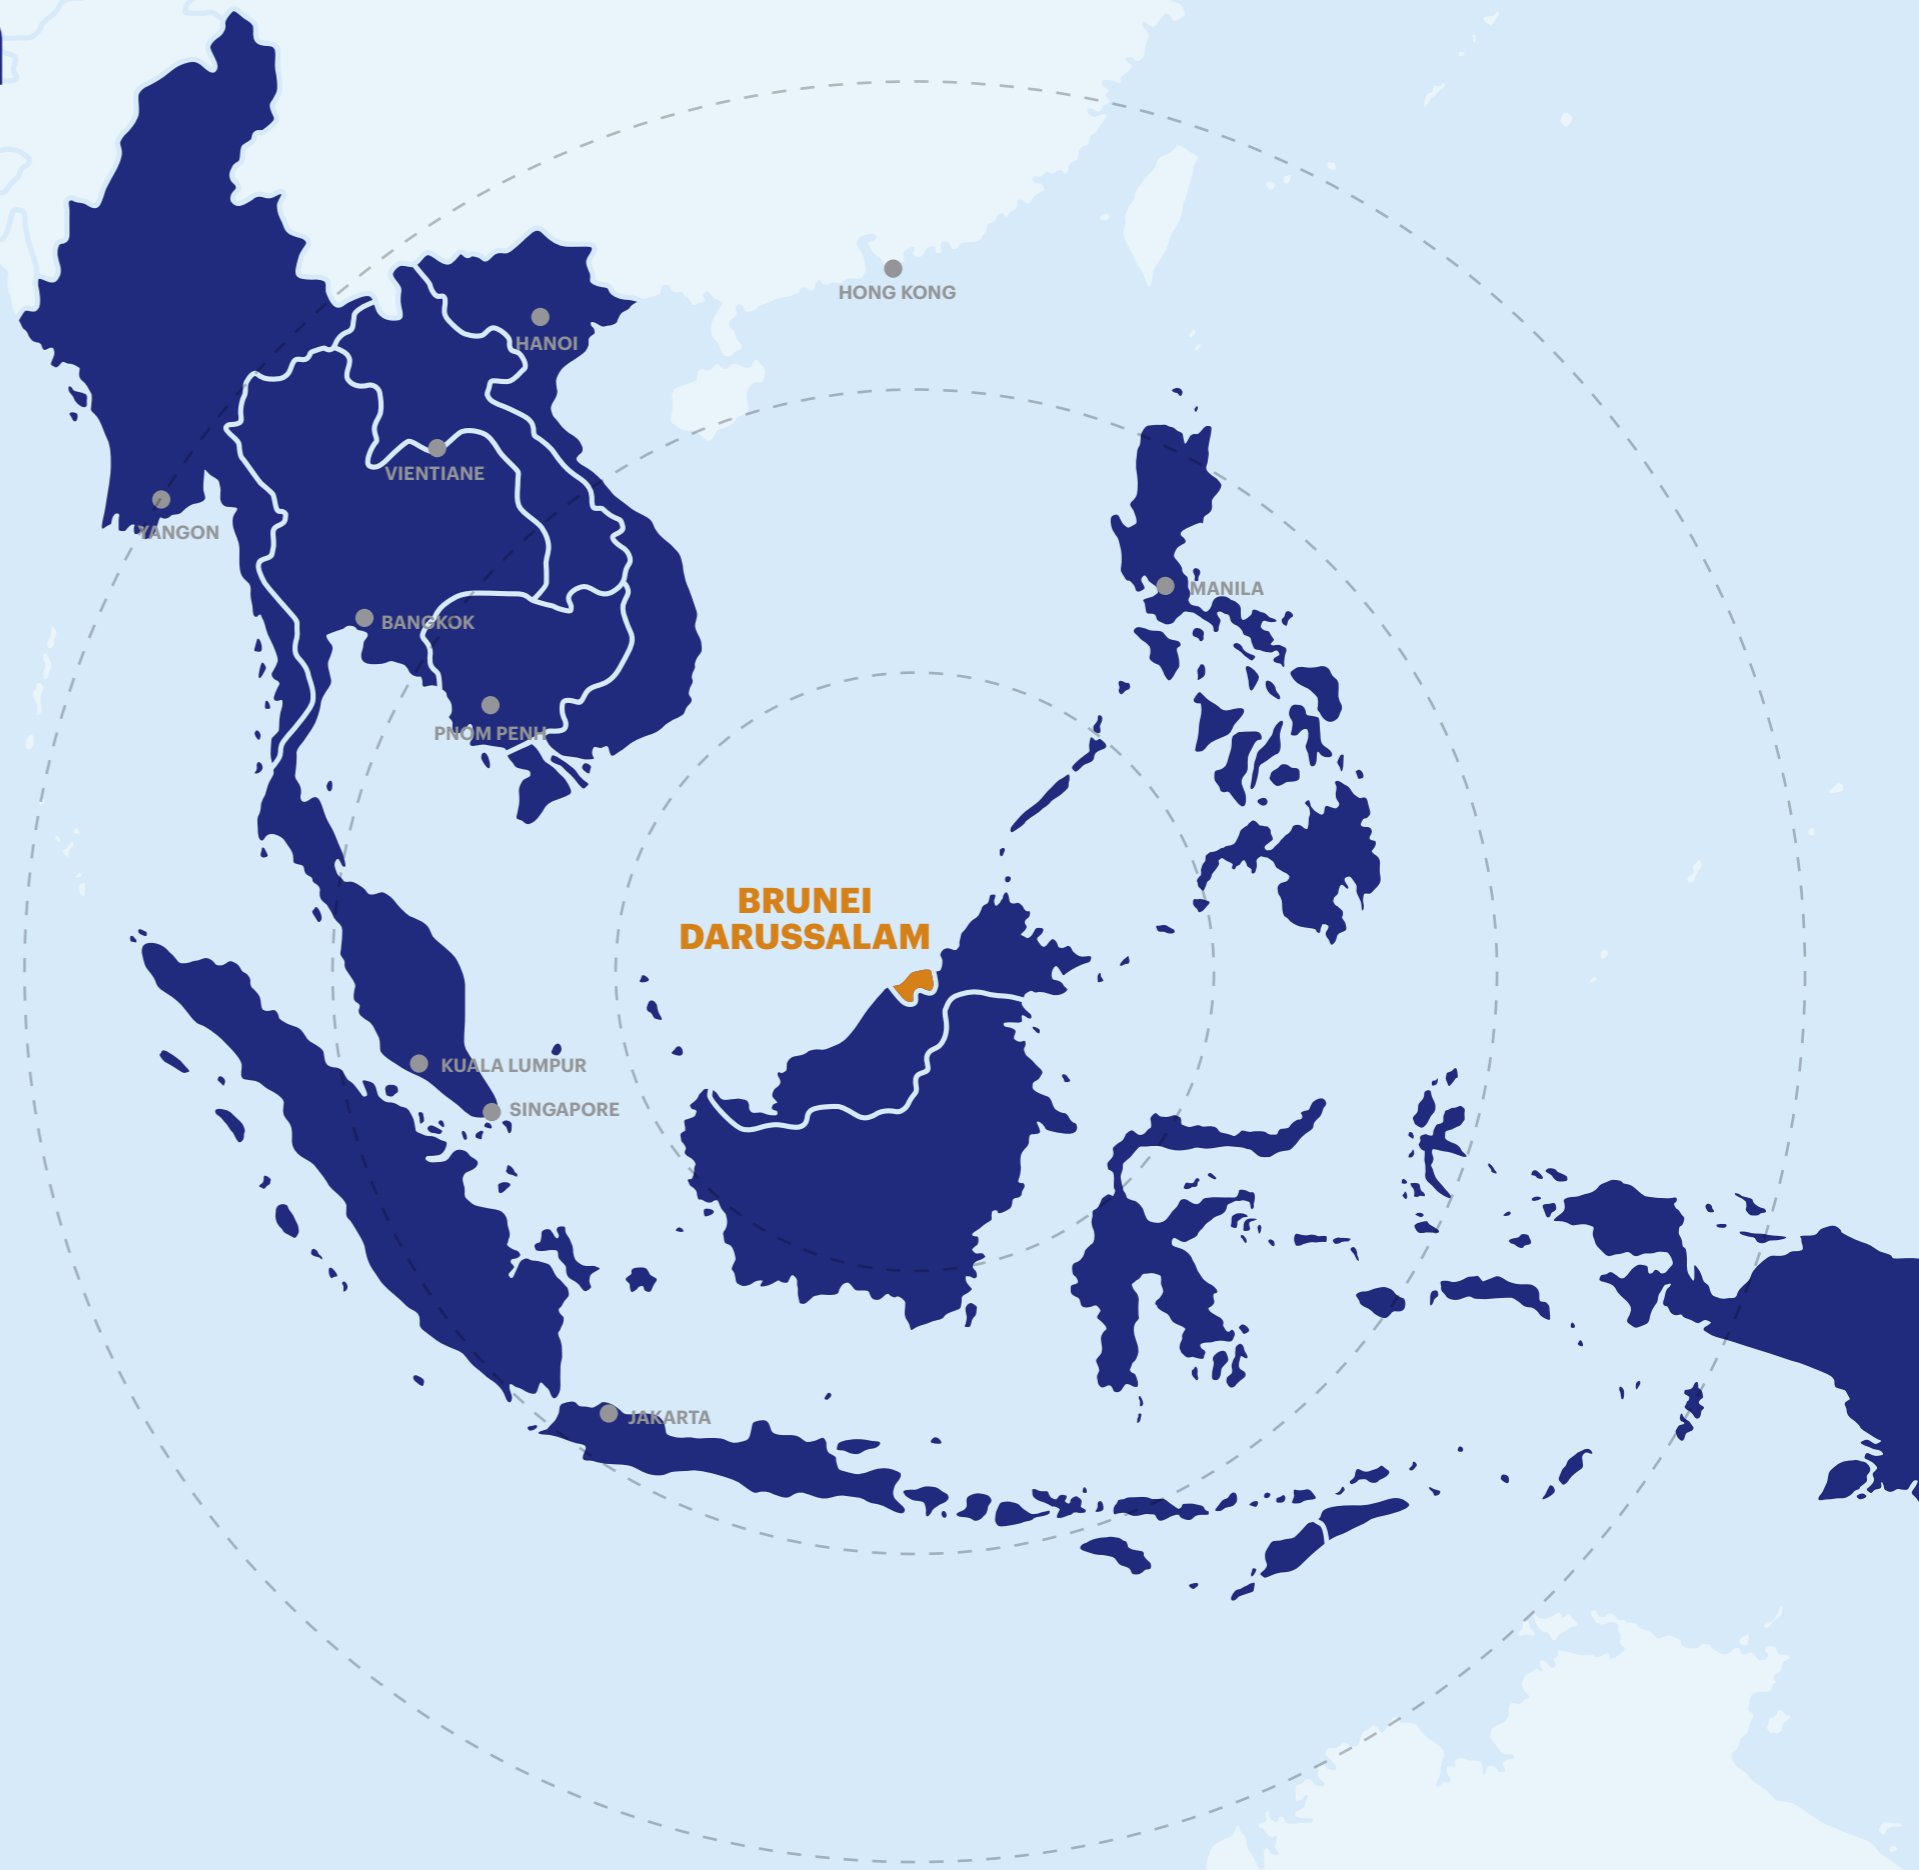 HONG KONG
HANOI
VIENTIANE
YANGON
MANILA
BANGKOK
PNOM PENH
BRUNEI
DARUSSALAM
KUALA LUMPUR
SINGAPORE
JAKARTA